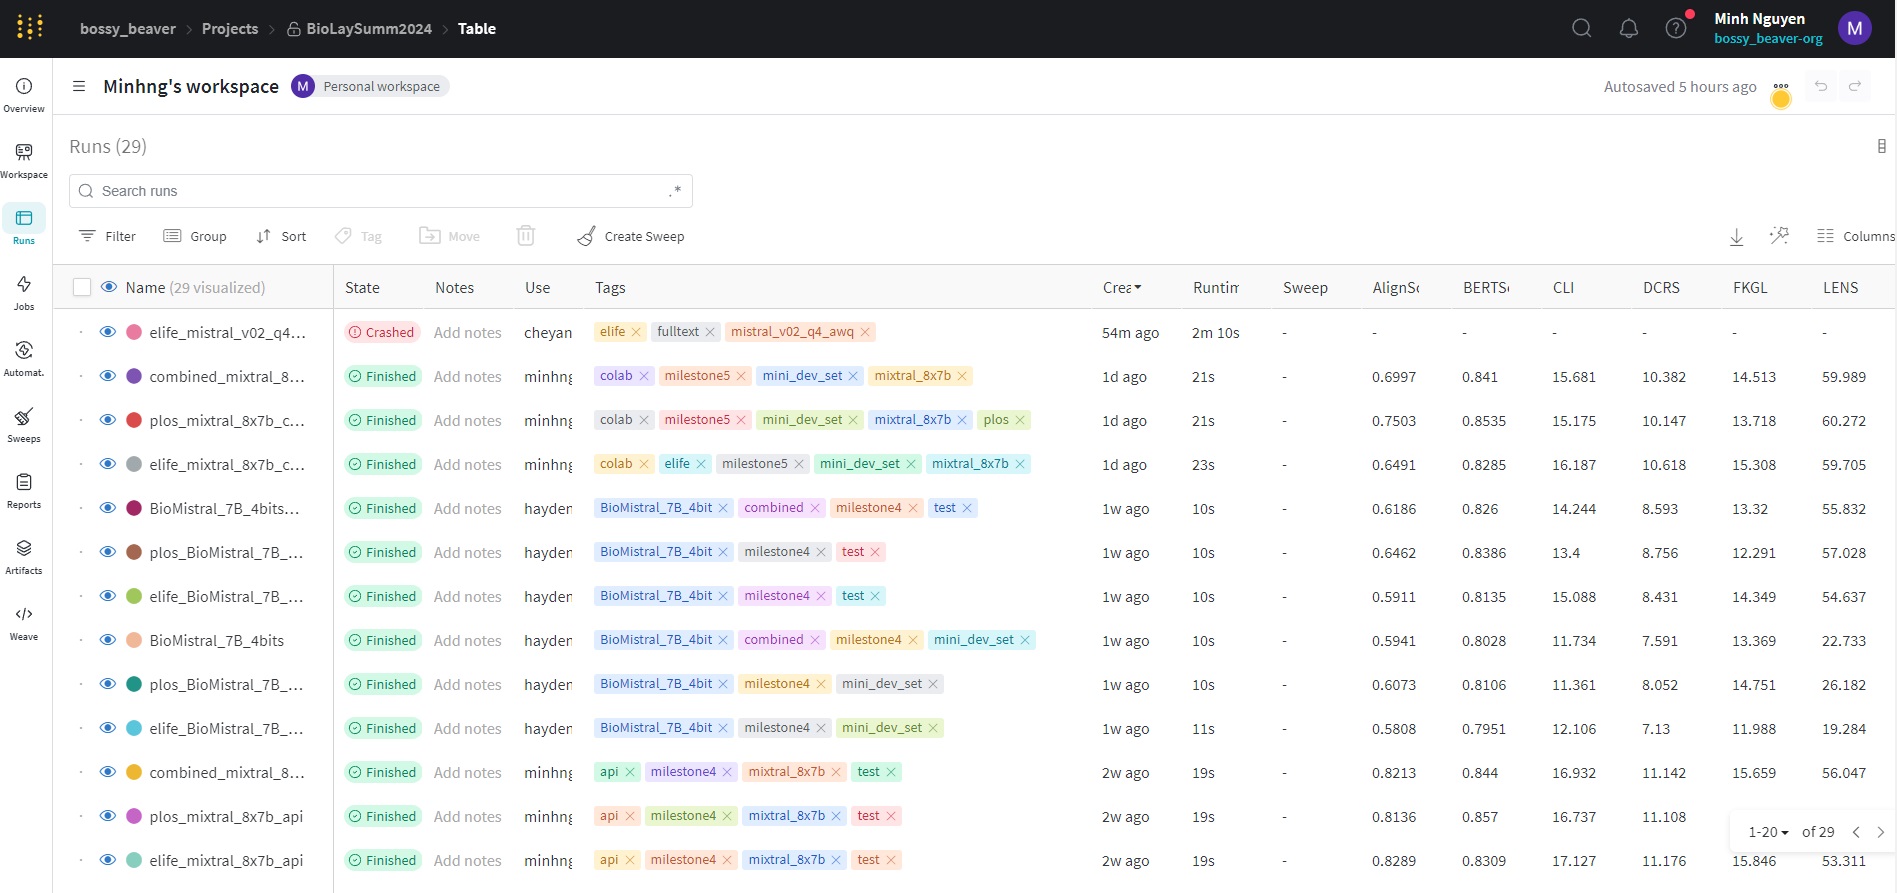 bossy_beaver > Projects > BioLaySumm2024 > Table
Minh Nguyen
bossy_beaver-org
M
Overview
Workspace
Runs
Jobs
Automat.
Sweeps
Reports
Artifacts
Weave
Minhng's workspace M Personal workspace Autosaved 5 hours ago
Runs (29)
Search runs .*
Filter Group Sort Tag Move Create Sweep Columns
Name (29 visualized) State Notes Use Tags Crea Runtin Sweep AlignSc BERTSc CLI DCRS FKGL LENS
elife_mistral_v02_q4... Crashed Add notes cheyan elife fulltext mistral_v02_q4_awq 54m ago 2m 10s - - - - - - -
combined_mixtral_8... Finished Add notes minhng colab milestone5 mini_dev_set mixtral_8x7b 1d ago 21s - 0.6997 0.841 15.681 10.382 14.513 59.989
plos_mixtral_8x7b_c... Finished Add notes minhng colab milestone5 mini_dev_set mixtral_8x7b plos 1d ago 21s - 0.7503 0.8535 15.175 10.147 13.718 60.272
elife_mixtral_8x7b_c... Finished Add notes minhng colab elife milestone5 mini_dev_set mixtral_8x7b 1d ago 23s - 0.6491 0.8285 16.187 10.618 15.308 59.705
BioMistral_7B_4bits... Finished Add notes hayden BioMistral_7B_4bit combined milestone4 test 1w ago 10s - 0.6186 0.826 14.244 8.593 13.32 55.832
plos_BioMistral_7B_... Finished Add notes hayden BioMistral_7B_4bit milestone4 test 1w ago 10s - 0.6462 0.8386 13.4 8.756 12.291 57.028
elife_BioMistral_7B_... Finished Add notes hayden BioMistral_7B_4bit milestone4 test 1w ago 10s - 0.5911 0.8135 15.088 8.431 14.349 54.637
BioMistral_7B_4bits Finished Add notes hayden BioMistral_7B_4bit combined milestone4 mini_dev_set 1w ago 10s - 0.5941 0.8028 11.734 7.591 13.369 22.733
plos_BioMistral_7B_... Finished Add notes hayden BioMistral_7B_4bit milestone4 mini_dev_set 1w ago 10s - 0.6073 0.8106 11.361 8.052 14.751 26.182
elife_BioMistral_7B_... Finished Add notes hayden BioMistral_7B_4bit milestone4 mini_dev_set 1w ago 11s - 0.5808 0.7951 12.106 7.13 11.988 19.284
combined_mixtral_8... Finished Add notes minhng api milestone4 mixtral_8x7b test 2w ago 19s - 0.8213 0.844 16.932 11.142 15.659 56.047
plos_mixtral_8x7b_api Finished Add notes minhng api milestone4 mixtral_8x7b test 2w ago 19s - 0.8136 0.857 16.737 11.108
1-20 of 29
elife_mixtral_8x7b_api Finished Add notes minhng api milestone4 mixtral_8x7b test 2w ago 19s - 0.8289 0.8309 17.127 11.176 15.846 53.311